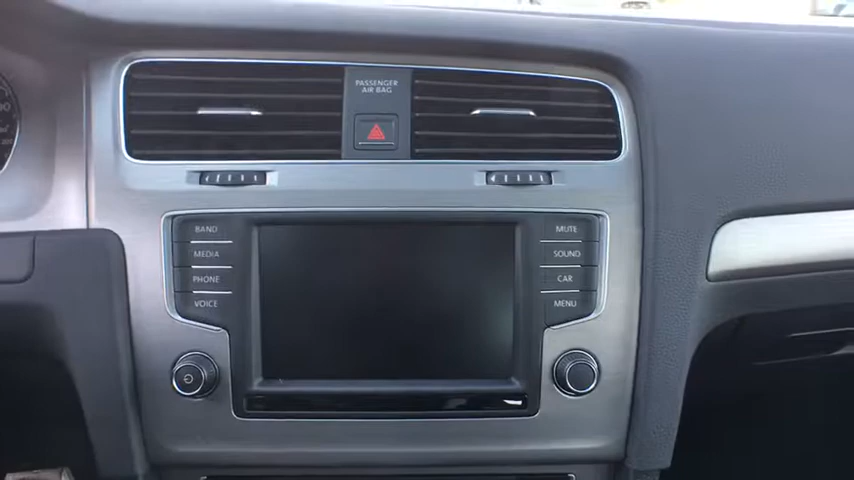 PASSENGER
AIR BAG
BAND
MEDIA
PHONE
VOICE
MUTE
SOUND
CAR
MENU